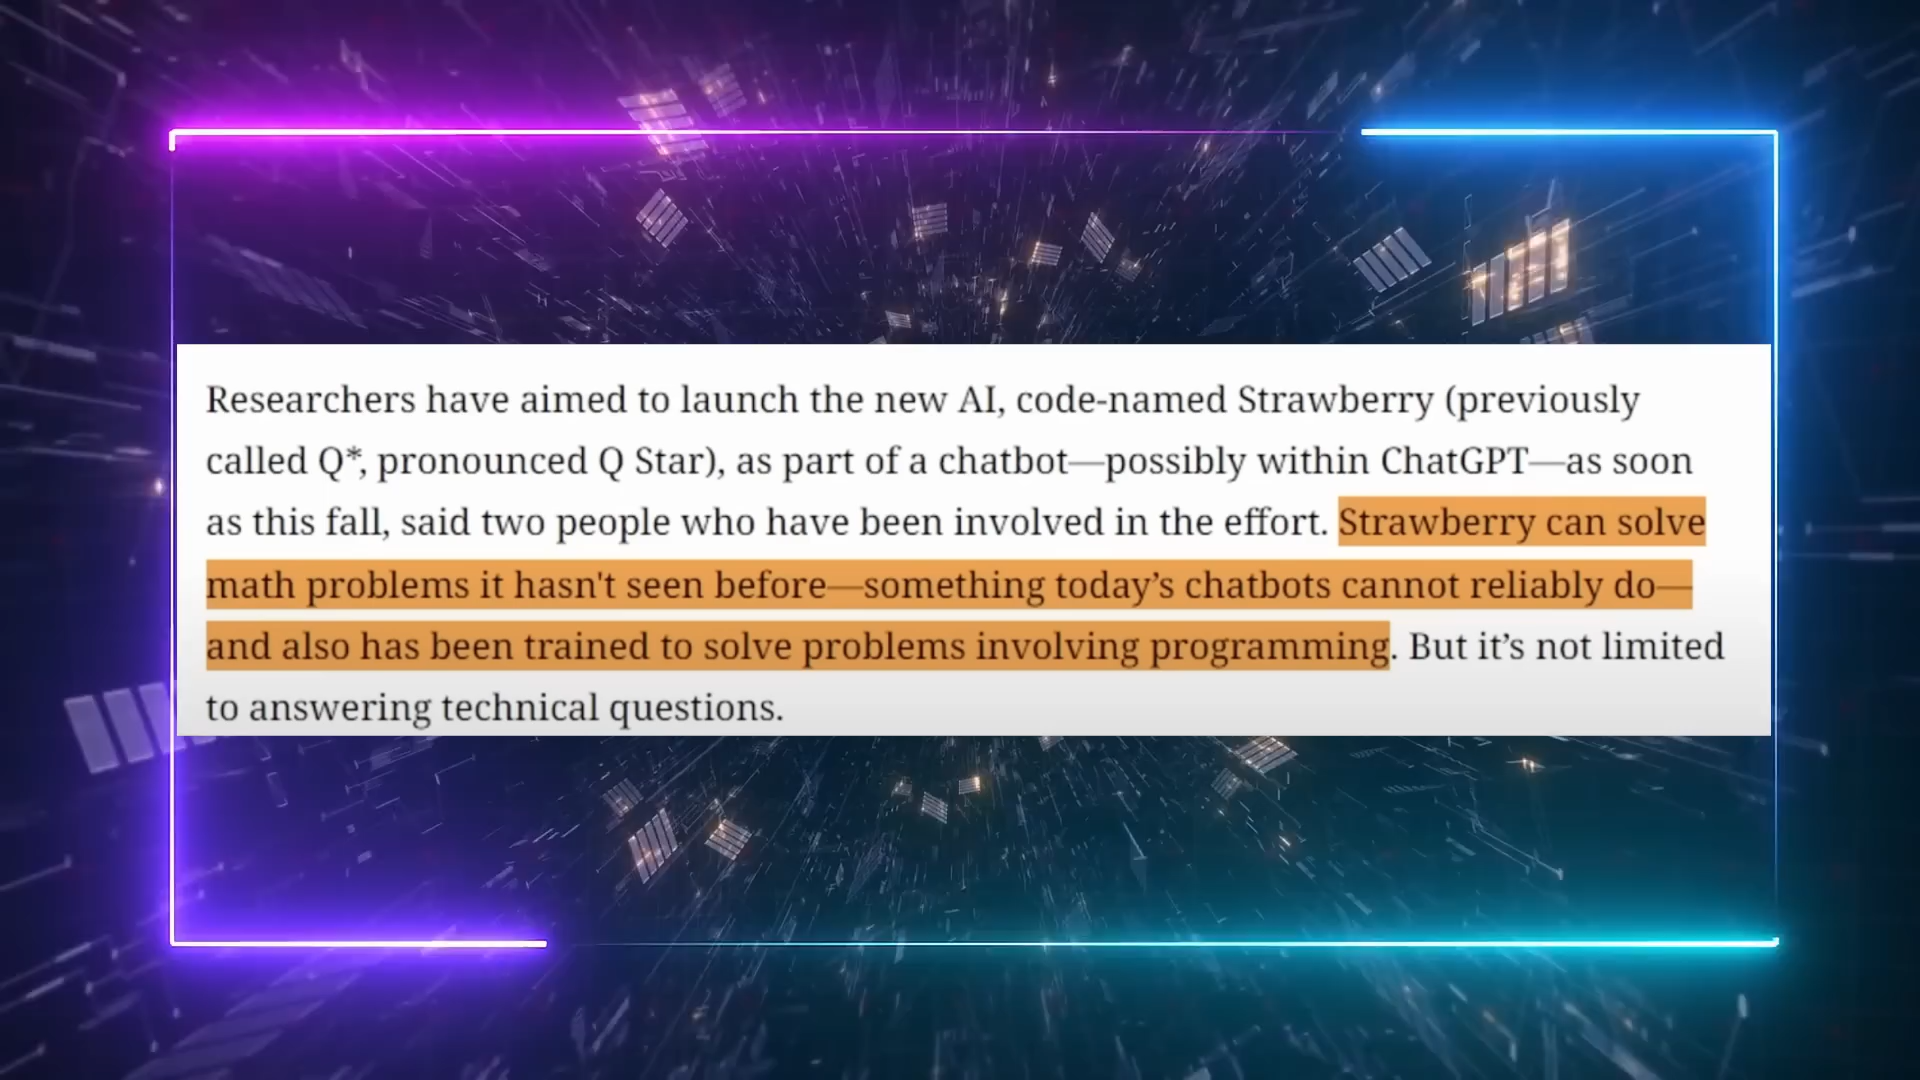 Researchers have aimed to launch the new AI, code-named Strawberry (previously
called Q*, pronounced Q Star), as part of a chatbot—possibly within ChatGPT—as soon
as this fall, said two people who have been involved in the effort. Strawberry can solve
math problems it hasn't seen before—something today’s chatbots cannot reliably do—
and also has been trained to solve problems involving programming. But it’s not limited
to answering technical questions.